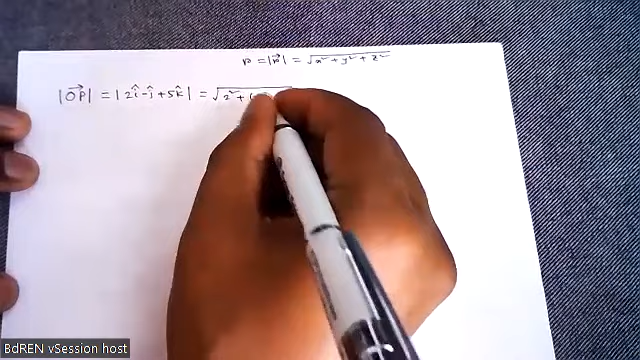 r = |r⃗| = √x² + y² + z²
|OP⃗| = |2î - ĵ + 5k̂| = √2² + (
BdREN vSession host